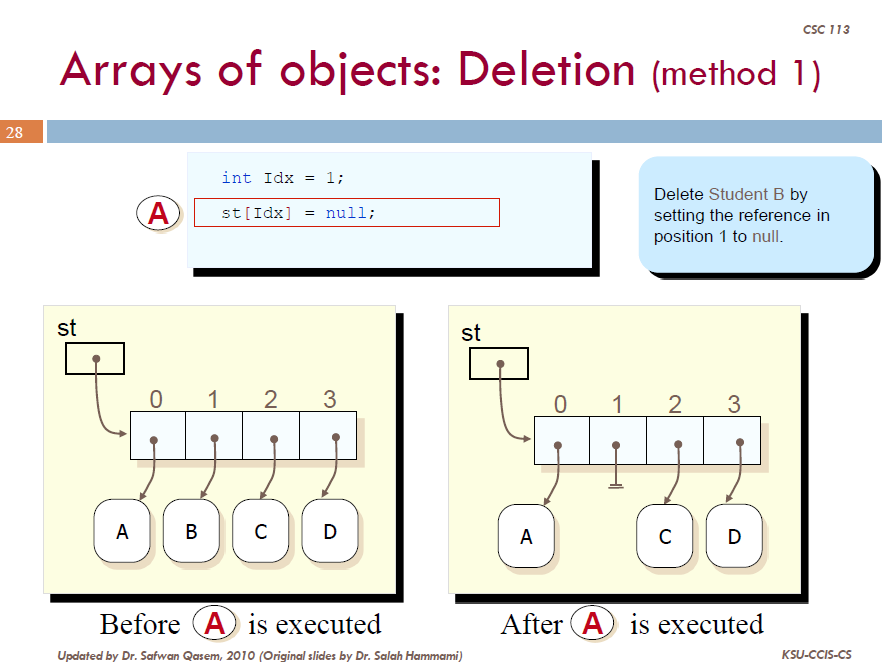 CSC 113
Arrays of objects: Deletion (method 1)
28
int Idx = 1;
A
st[Idx] = null;
Delete Student B by
setting the reference in
position 1 to null.
st
0 1 2 3
A B C D
Before A is executed
st
0 1 2 3
A C D
After A is executed
Updated by Dr. Safwan Qasem, 2010 (Original slides by Dr. Salah Hammami)
KSU-CCIS-CS